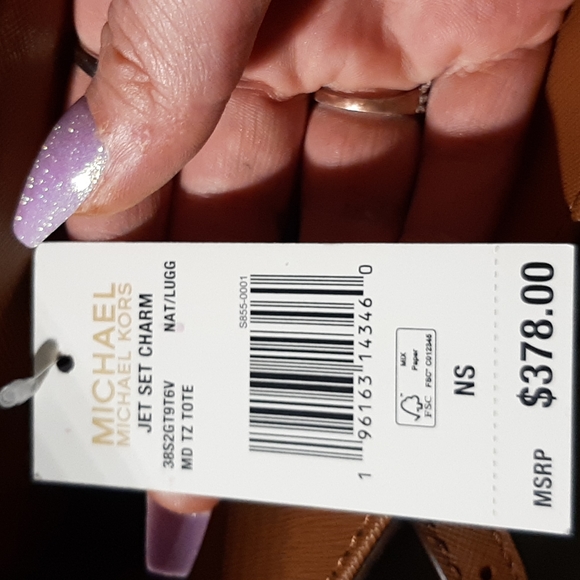 MICHAEL
MICHAEL KORS
JET SET CHARM
38S2GT9T6V NAT/LUGG
MD TZ TOTE
S855-0001
1 96163 14346 0
FSC
MIX
Paper
FSC® C012345
NS
MSRP $378.00